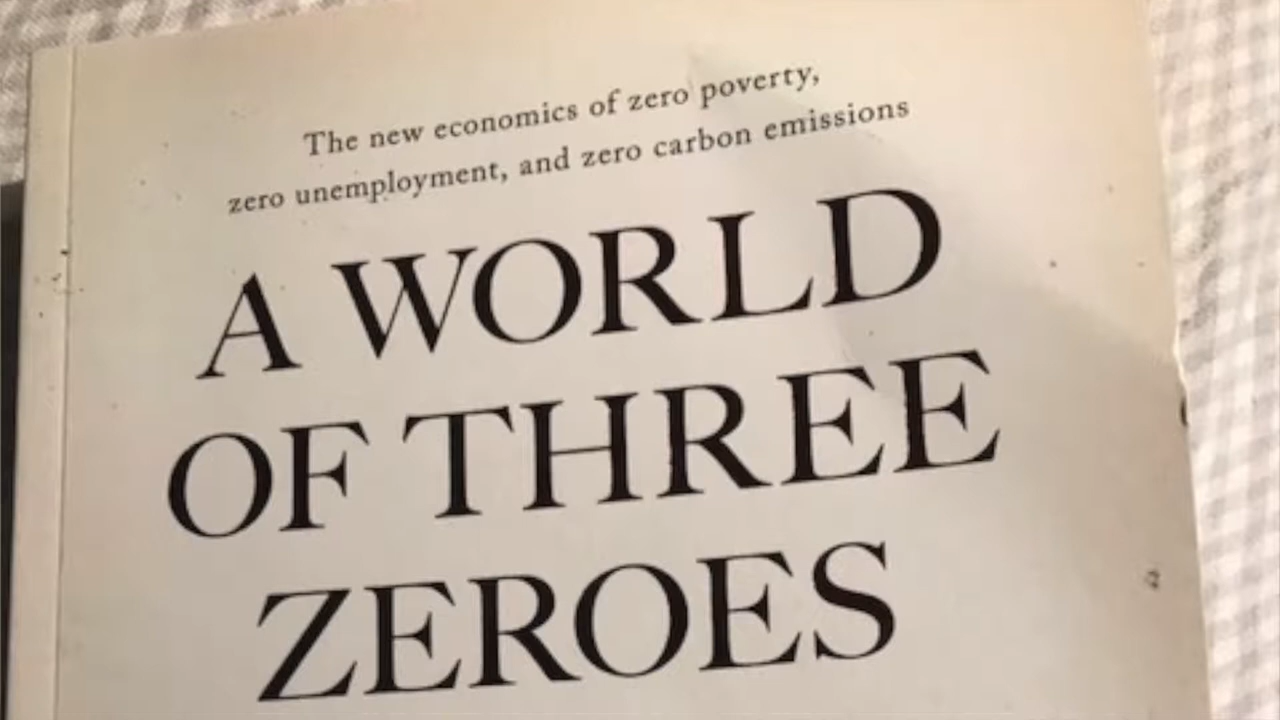 The new economics of zero poverty,
zero unemployment, and zero carbon emissions
A WORLD
OF THREE
ZEROES